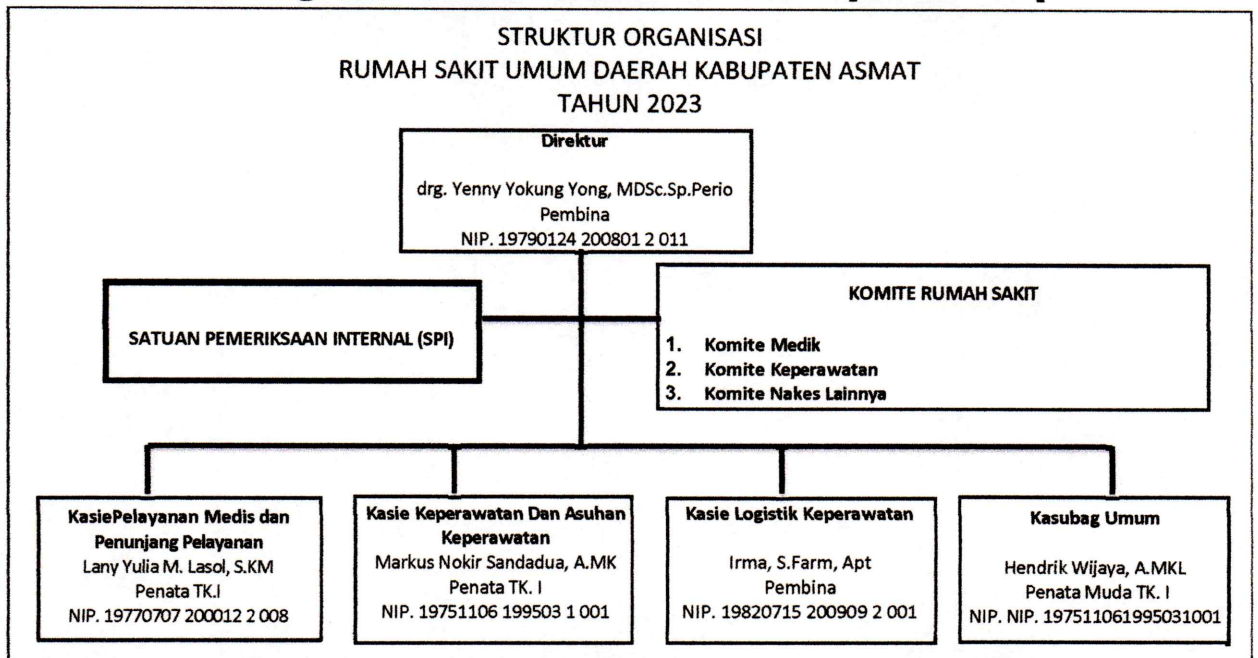 STRUKTUR ORGANISASI
RUMAH SAKIT UMUM DAERAH KABUPATEN ASMAT
TAHUN 2023
Direktur
drg. Yenny Yokung Yong, MDSc.Sp.Perio
Pembina
NIP. 19790124 200801 2 011
SATUAN PEMERIKSAAN INTERNAL (SPI)
KOMITE RUMAH SAKIT
1. Komite Medik
2. Komite Keperawatan
3. Komite Nakes Lainnya
KasiePelayanan Medis dan
Penunjang Pelayanan
Lany Yulia M. Lasol, S.KM
Penata TK.I
NIP. 19770707 200012 2 008
Kasie Keperawatan Dan Asuhan
Keperawatan
Markus Nokir Sandadua, A.MK
Penata TK. I
NIP. 19751106 199503 1 001
Kasie Logistik Keperawatan
Irma, S.Farm, Apt
Pembina
NIP. 19820715 200909 2 001
Kasubag Umum
Hendrik Wijaya, A.MKL
Penata Muda TK. I
NIP. NIP. 197511061995031001